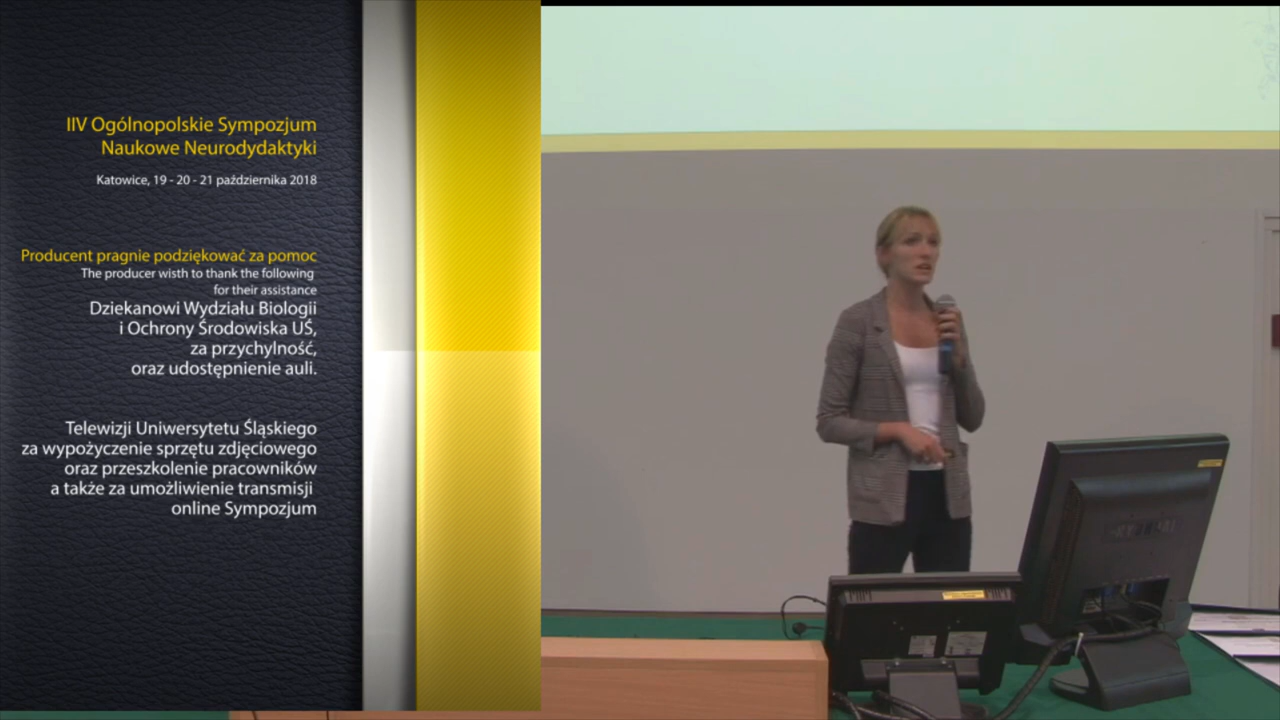 IIV Ogólnopolskie Sympozjum
Naukowe Neurodydaktyki
Katowice, 19 - 20 - 21 października 2018
Producent pragnie podziękować za pomoc
The producer wisth to thank the following
for their assistance
Dziekanowi Wydziału Biologii
i Ochrony Środowiska UŚ,
za przychylność,
oraz udostępnienie auli.
Telewizji Uniwersytetu Śląskiego
za wypożyczenie sprzętu zdjęciowego
oraz przeszkolenie pracowników
a także za umożliwienie transmisji
online Sympozjum